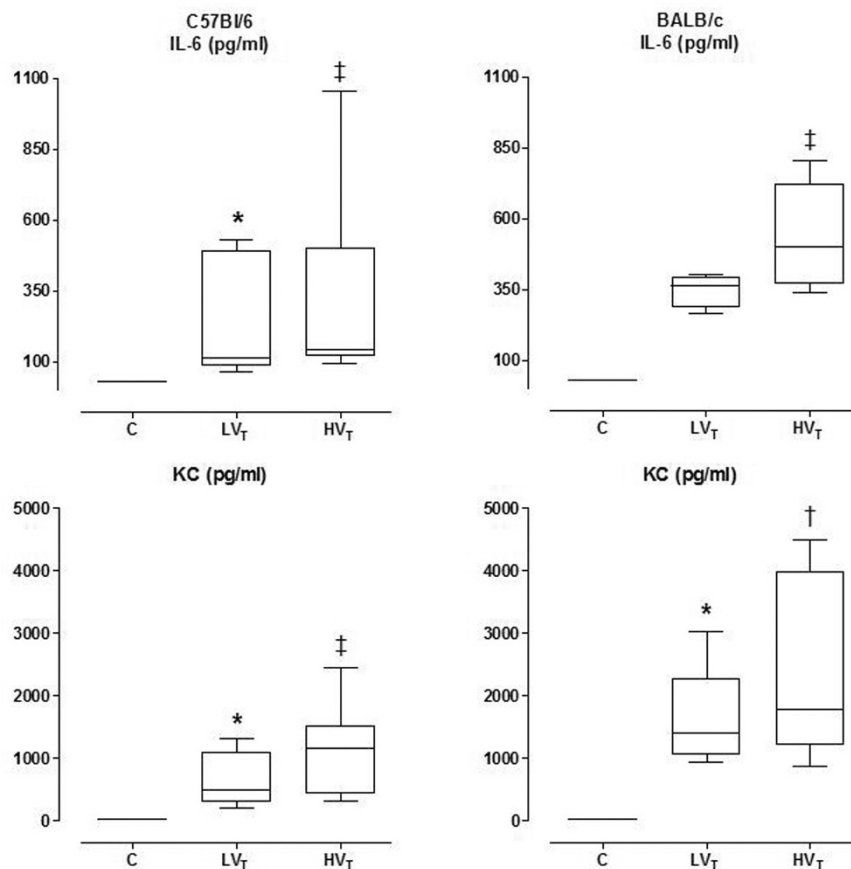 C57Bl/6
IL-6 (pg/ml)
1100
850
600
350
100
*
‡
C
LVT
HVT
BALB/c
IL-6 (pg/ml)
1100
850
600
350
100
‡
C
LVT
HVT
KC (pg/ml)
5000
4000
3000
2000
1000
0
*
‡
C
LVT
HVT
KC (pg/ml)
5000
4000
3000
2000
1000
0
*
†
C
LVT
HVT